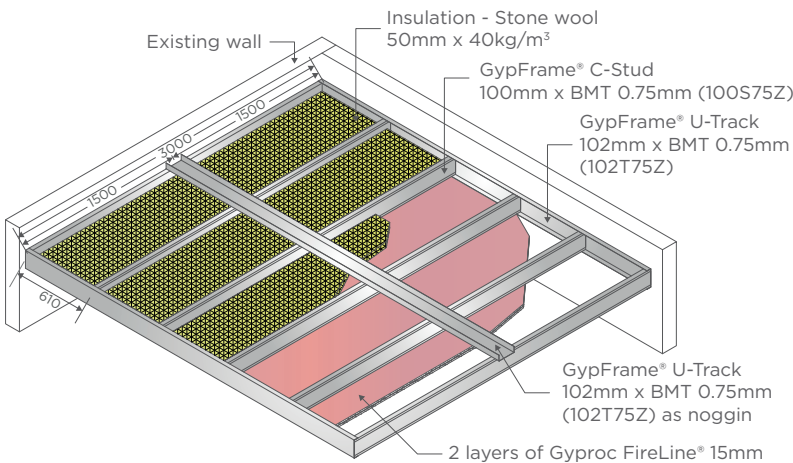 Insulation - Stone wool
50mm x 40kg/m³
Existing wall
GypFrame® C-Stud
100mm x BMT 0.75mm (100S75Z)
GypFrame® U-Track
102mm x BMT 0.75mm
(102T75Z)
1500
3000
1500
610
GypFrame® U-Track
102mm x BMT 0.75mm
(102T75Z) as noggin
2 layers of Gyproc FireLine® 15mm